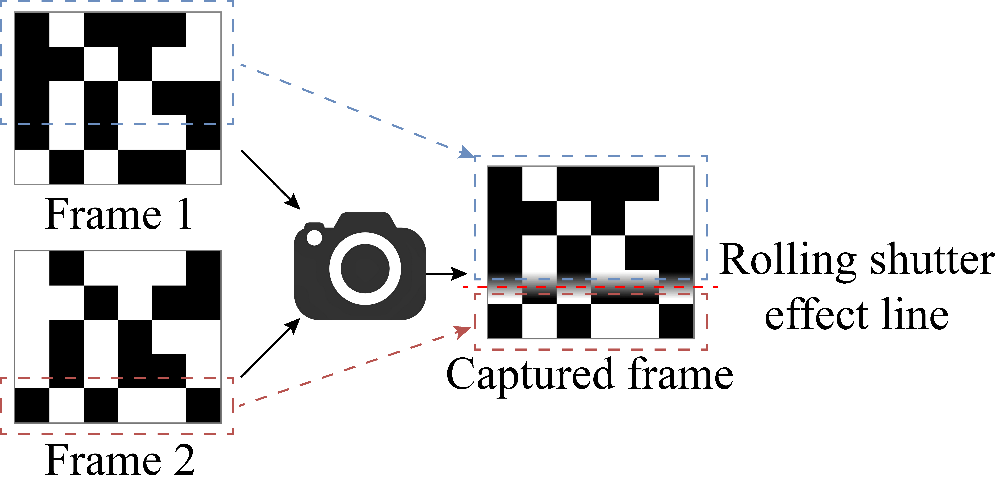 Frame 1
Rolling shutter
effect line
Captured frame
Frame 2